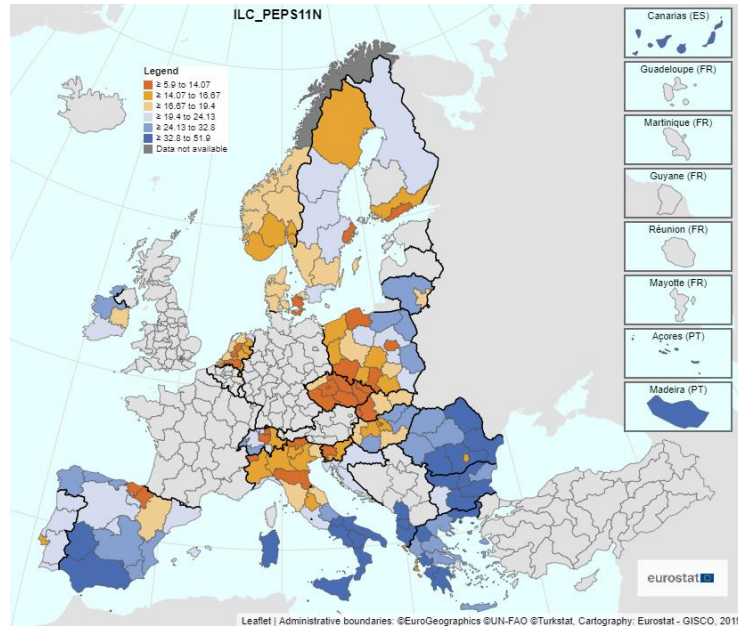 ILC_PEPS11N
Legend
≥ 5.9 to 14.07
≥ 14.07 to 16.67
≥ 16.67 to 19.4
≥ 19.4 to 24.13
≥ 24.13 to 32.8
≥ 32.8 to 51.9
Data not available
Canarias (ES)
Guadeloupe (FR)
Martinique (FR)
Guyane (FR)
Réunion (FR)
Mayotte (FR)
Açores (PT)
Madeira (PT)
eurostat
Leaflet | Administrative boundaries: ©EuroGeographics ©UN-FAO ©Turkstat, Cartography: Eurostat - GISCO, 2019